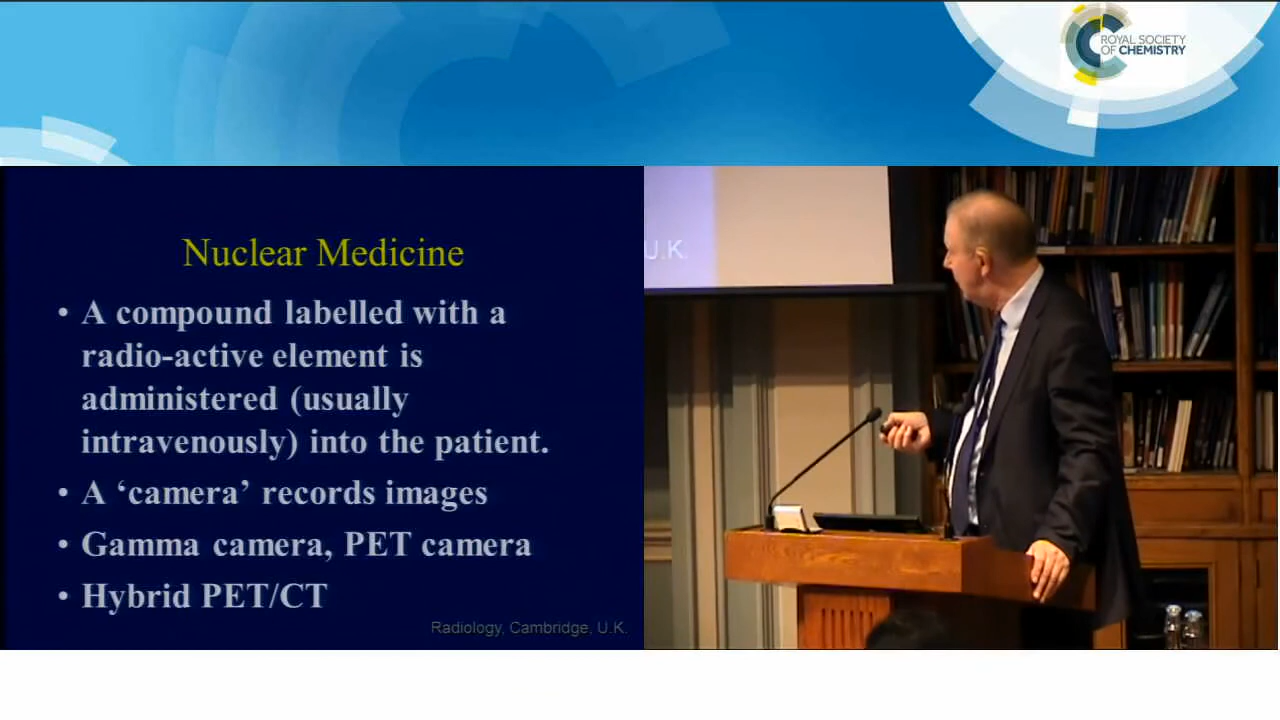 ROYAL SOCIETY
OF CHEMISTRY
Nuclear Medicine
• A compound labelled with a
radio-active element is
administered (usually
intravenously) into the patient.
• A ‘camera’ records images
• Gamma camera, PET camera
• Hybrid PET/CT
Radiology, Cambridge, U.K.
U.K.